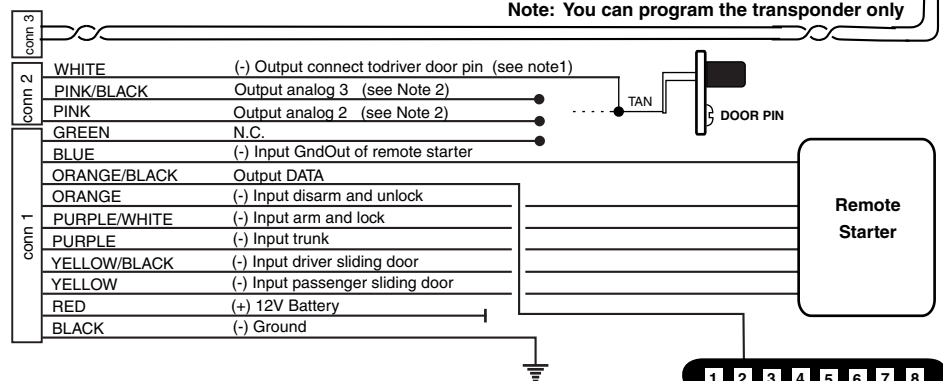 Note: You can program the transponder only
conn 3
conn 2
WHITE (-) Output connect todriver door pin (see note1)
PINK/BLACK Output analog 3 (see Note 2)
PINK Output analog 2 (see Note 2)
TAN
DOOR PIN
conn 1
GREEN N.C.
BLUE (-) Input GndOut of remote starter
ORANGE/BLACK Output DATA
ORANGE (-) Input disarm and unlock
PURPLE/WHITE (-) Input arm and lock
PURPLE (-) Input trunk
YELLOW/BLACK (-) Input driver sliding door
YELLOW (-) Input passenger sliding door
RED (+) 12V Battery
BLACK (-) Ground
Remote
Starter
1 2 3 4 5 6 7 8